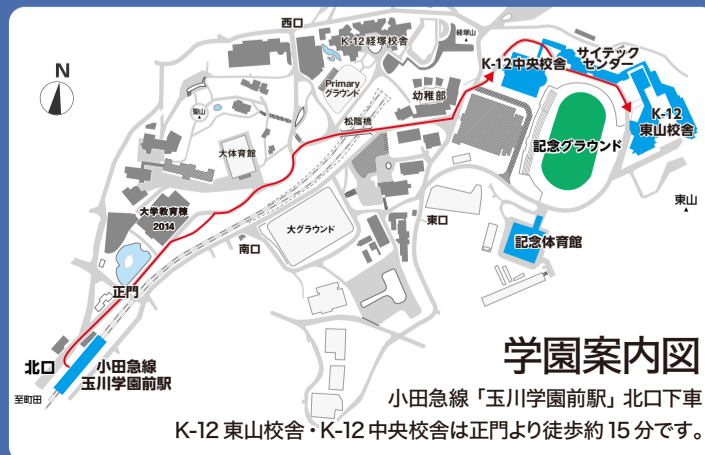 西口
K-12経塚校舎
経塚山
N
Primary
グラウンド
K-12中央校舎
サイテック
センター
幼稚部
K-12
東山校舎
松陰橋
聖山
大体育館
記念グラウンド
大学教育棟
2014
東山
東口
大グラウンド
南口
記念体育館
正門
北口
小田急線
玉川学園前駅
至町田
学園案内図
小田急線「玉川学園前駅」北口下車
K-12 東山校舎・K-12 中央校舎は正門より徒歩約 15 分です。